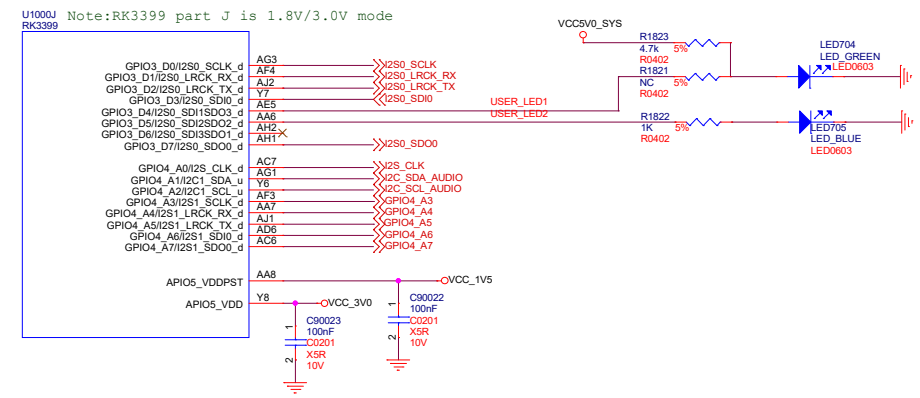 U1000J Note:RK3399 part J is 1.8V/3.0V mode
RK3399
GPIO3_D0/I2S0_SCLK_d AG3 I2S0_SCLK
GPIO3_D1/I2S0_LRCK_RX_d AF4 I2S0_LRCK_RX
GPIO3_D2/I2S0_LRCK_TX_d AJ2 I2S0_LRCK_TX
GPIO3_D3/I2S0_SDI0_d Y7 I2S0_SDI0
GPIO3_D4/I2S0_SDI1SDO3_d AE5 USER_LED1
GPIO3_D5/I2S0_SDI2SDO2_d AA6 USER_LED2
GPIO3_D6/I2S0_SDI3SDO1_d AH2
GPIO3_D7/I2S0_SDO0_d AH1 I2S0_SDO0
GPIO4_A0/I2S_CLK_d AC7 I2S_CLK
GPIO4_A1/I2C1_SDA_u AG1 I2C_SDA_AUDIO
GPIO4_A2/I2C1_SCL_u Y6 I2C_SCL_AUDIO
GPIO4_A3/I2S1_SCLK_d AF3 GPIO4_A3
GPIO4_A4/I2S1_LRCK_RX_d AA7 GPIO4_A4
GPIO4_A5/I2S1_LRCK_TX_d AJ1 GPIO4_A5
GPIO4_A6/I2S1_SDI0_d AD6 GPIO4_A6
GPIO4_A7/I2S1_SDO0_d AC6 GPIO4_A7
APIO5_VDDPST AA8 VCC_1V5
APIO5_VDD Y8 VCC_3V0
1
2
C90023
100nF
C0201
X5R
10V
1
2
C90022
100nF
C0201
X5R
10V
VCC5V0_SYS
R1823
4.7k 5%
R0402
R1821
NC 5%
R0402
R1822
1K 5%
R0402
LED704
LED_GREEN
LED0603
LED705
LED_BLUE
LED0603